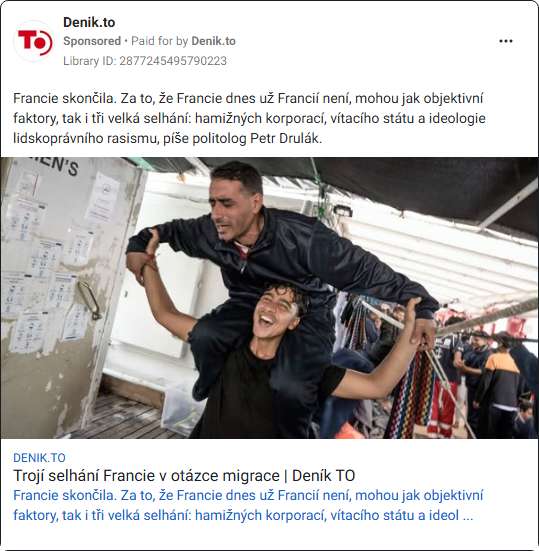 Denik.to
Sponsored • Paid for by Denik.to
Library ID: 2877245495790223
Francie skončila. Za to, že Francie dnes už Francií není, mohou jak objektivní
faktory, tak i tři velká selhání: hamižných korporací, vítacího státu a ideologie
lidskoprávního rasismu, píše politolog Petr Drulák.
TO
MEN'S
DENIK.TO
Trojí selhání Francie v otázce migrace | Deník TO
Francie skončila. Za to, že Francie dnes už Francií není, mohou jak objektivní
faktory, tak i tři velká selhání: hamižných korporací, vítacího státu a ideol ...